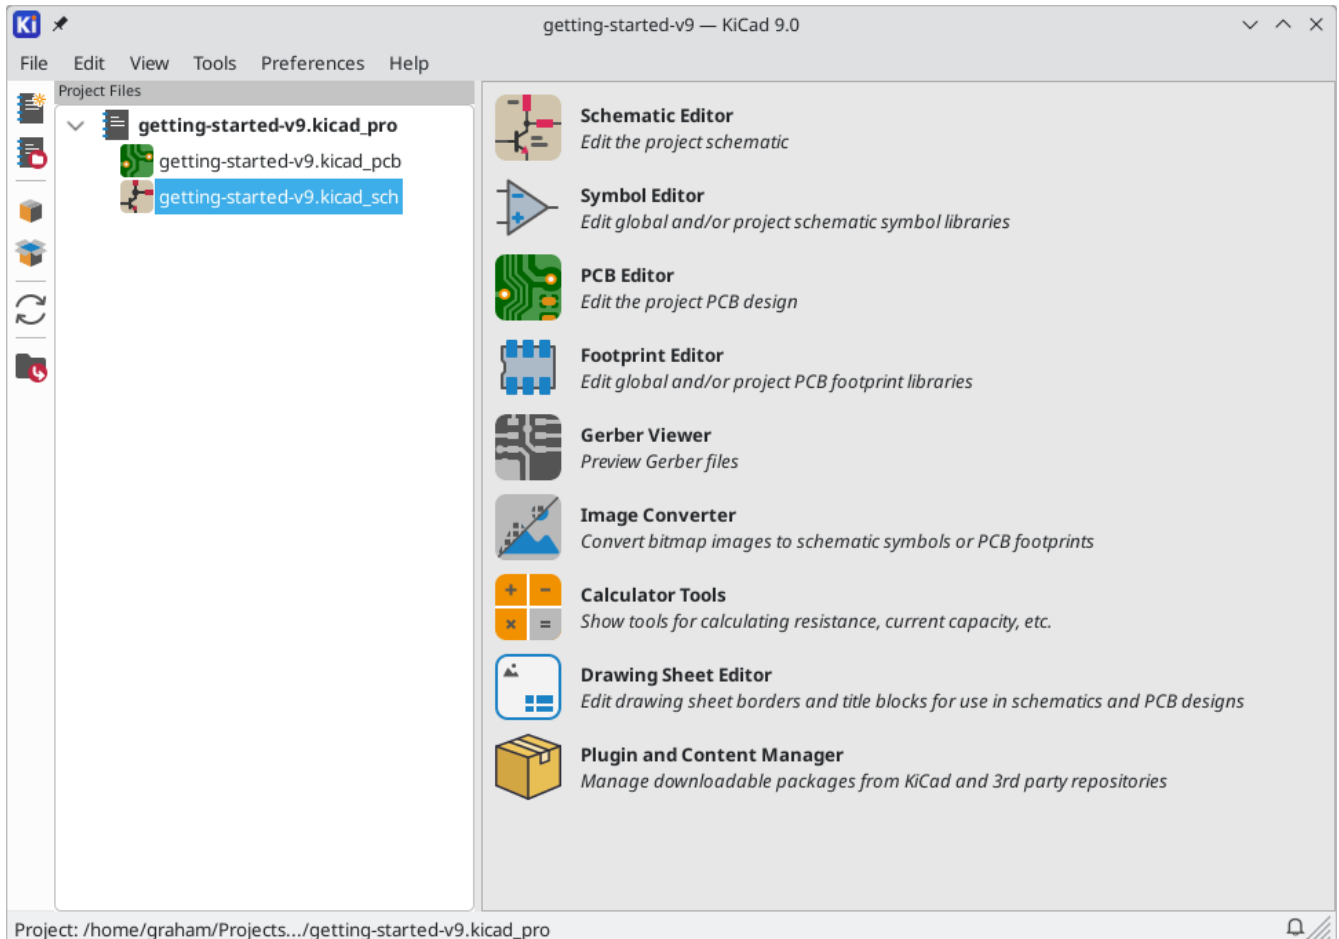 Ki
getting-started-v9 — KiCad 9.0
File Edit View Tools Preferences Help
Project Files
getting-started-v9.kicad_pro
getting-started-v9.kicad_pcb
getting-started-v9.kicad_sch
Schematic Editor
Edit the project schematic
Symbol Editor
Edit global and/or project schematic symbol libraries
PCB Editor
Edit the project PCB design
Footprint Editor
Edit global and/or project PCB footprint libraries
Gerber Viewer
Preview Gerber files
Image Converter
Convert bitmap images to schematic symbols or PCB footprints
Calculator Tools
Show tools for calculating resistance, current capacity, etc.
Drawing Sheet Editor
Edit drawing sheet borders and title blocks for use in schematics and PCB designs
Plugin and Content Manager
Manage downloadable packages from KiCad and 3rd party repositories
Project: /home/graham/Projects.../getting-started-v9.kicad_pro